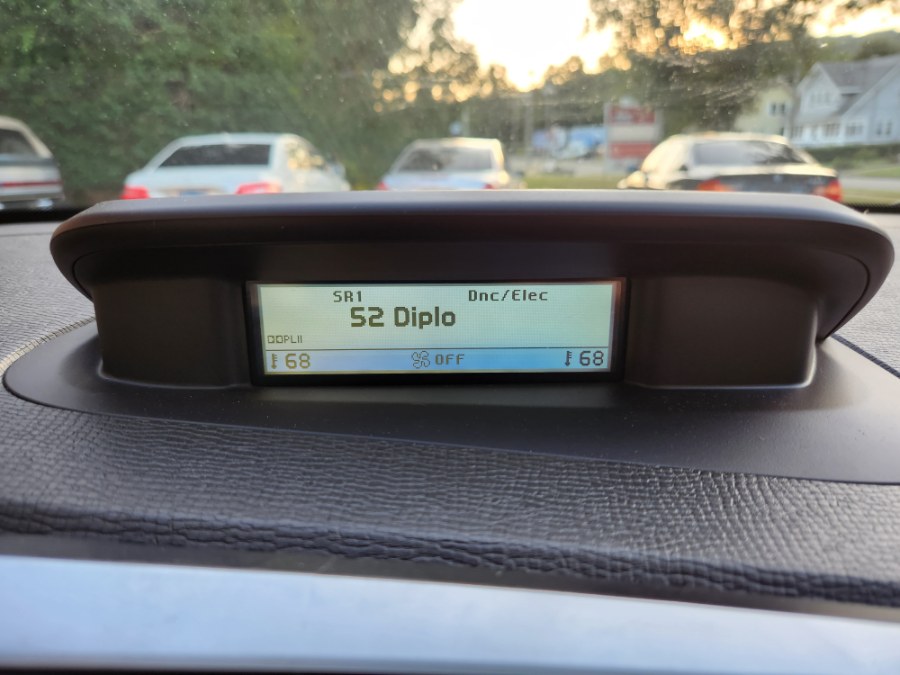 SR1 Dnc/Elec
52 Diplo
DDPLII
68 OFF 68